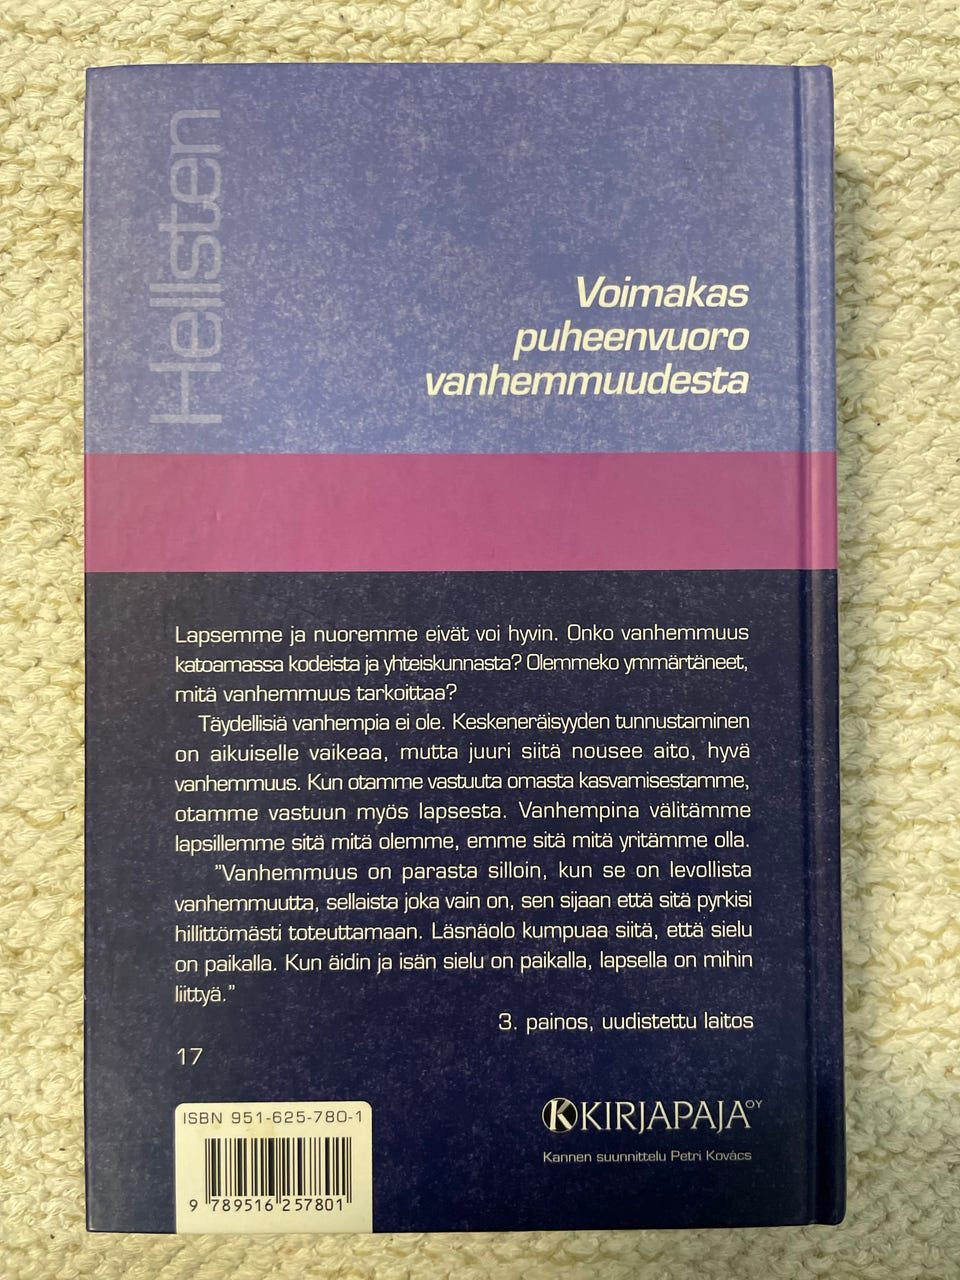 Hellsten
Voimakas
puheenvuoro
vanhemmuudesta
Lapsemme ja nuoremme eivät voi hyvin. Onko vanhemmuus
katoamassa kodeista ja yhteiskunnasta? Olemmeko ymmärtäneet,
mitä vanhemmuus tarkoittaa?
Täydellisiä vanhempia ei ole. Keskeneräisyyden tunnustaminen
on aikuiselle vaikeaa, mutta juuri siitä nousee aito, hyvä
vanhemmuus. Kun otamme vastuuta omasta kasvamisestamme,
otamme vastuun myös lapsesta. Vanhempina välitämme
lapsillemme sitä mitä olemme, emme sitä mitä yritämme olla.
”Vanhemmuus on parasta silloin, kun se on levollista
vanhemmuutta, sellaista joka vain on, sen sijaan että sitä pyrkisi
hillittömästi toteuttamaan. Läsnäolo kumpuaa siitä, että sielu
on paikalla. Kun äidin ja isän sielu on paikalla, lapsella on mihin
liittyä.”
3. painos, uudistettu laitos
17
ISBN 951-625-780-1
9 789516 257801
KIRJAPAJA OY
Kannen suunnittelu Petri Kovács